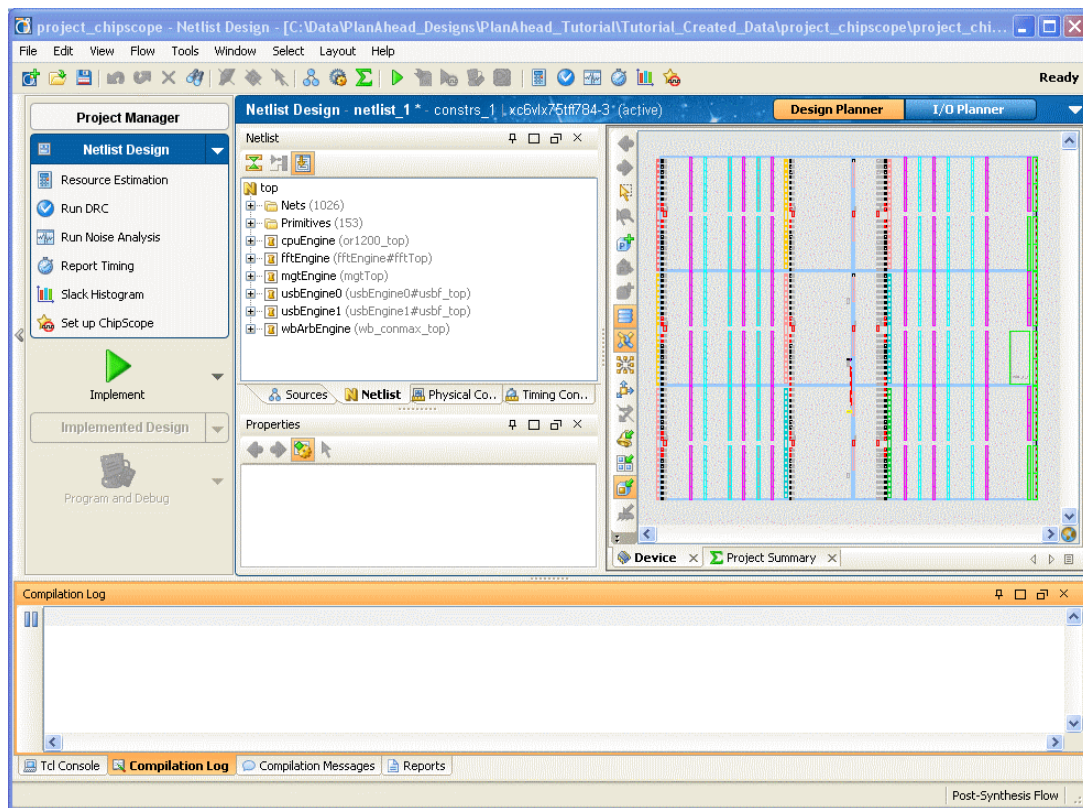 project_chipscope - Netlist Design - [C:\Data\PlanAhead_Designs\PlanAhead_Tutorial\Tutorial_Created_Data\project_chipscope\project_chi...
File Edit View Flow Tools Window Select Layout Help
Ready
Project Manager
Netlist Design
Resource Estimation
Run DRC
Run Noise Analysis
Report Timing
Slack Histogram
Set up ChipScope
Implement
Implemented Design
Program and Debug
Netlist Design - netlist_1 * - constrs_1 | xc6vlx75tff784-3* (active)
Design Planner
I/O Planner
Netlist
top
Nets (1026)
Primitives (153)
cpuEngine (or1200_top)
fftEngine (fftEngine#fftTop)
mgtEngine (mgtTop)
usbEngine0 (usbEngine0#usbf_top)
usbEngine1 (usbEngine1#usbf_top)
wbArbEngine (wb_conmax_top)
Sources Netlist Physical Co.. Timing Con..
Properties
Device Project Summary
Compilation Log
Tcl Console Compilation Log Compilation Messages Reports
Post-Synthesis Flow